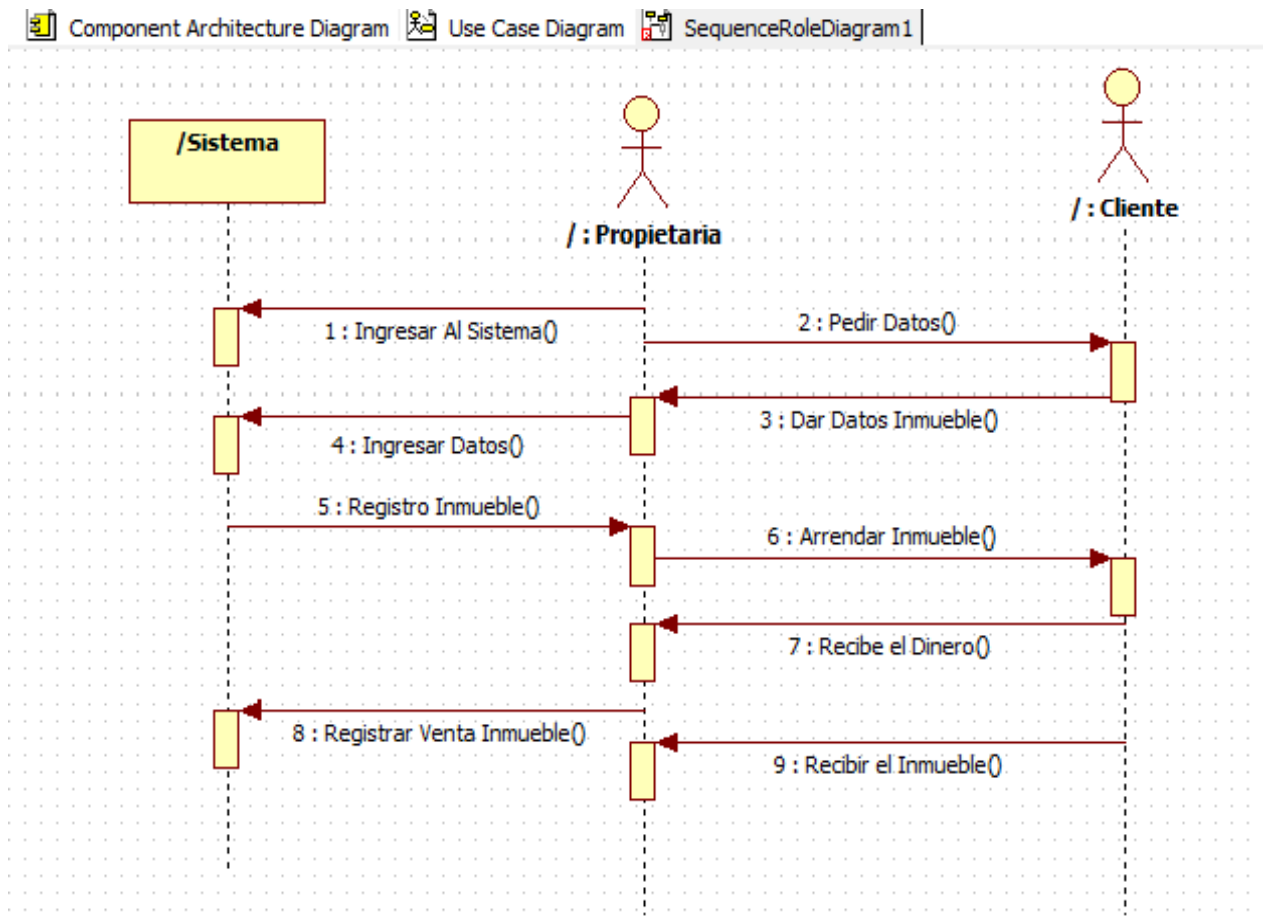 Component Architecture Diagram Use Case Diagram SequenceRoleDiagram1
/Sistema
/ : Propietaria
/ : Cliente
1 : Ingresar Al Sistema()
2 : Pedir Datos()
3 : Dar Datos Inmueble()
4 : Ingresar Datos()
5 : Registro Inmueble()
6 : Arrendar Inmueble()
7 : Recibe el Dinero()
8 : Registrar Venta Inmueble()
9 : Recibir el Inmueble()